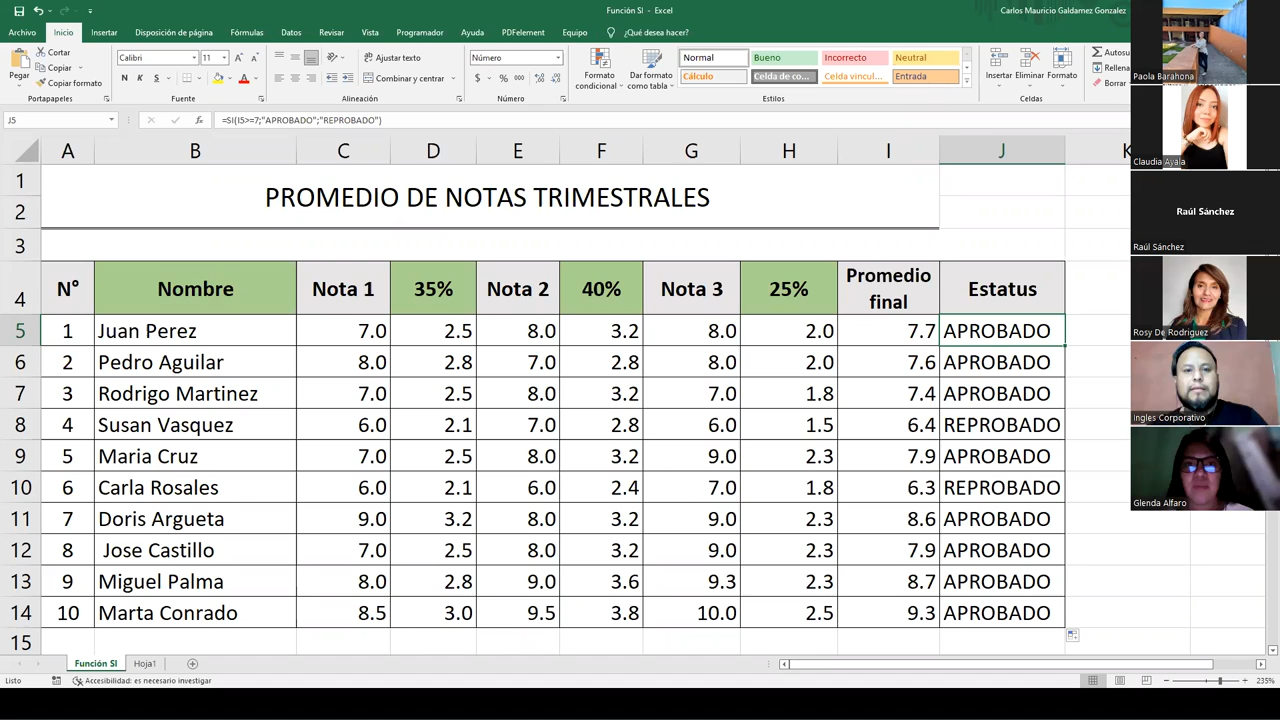 Función SI - Excel
Carlos Mauricio Galdamez Gonzalez
Archivo Inicio Insertar Disposición de página Fórmulas Datos Revisar Vista Programador Ayuda PDFelement Equipo ¿Qué desea hacer?
Pegar
Cortar
Copiar
Copiar formato
Portapapeles
Calibri 11
N K S
Fuente
Ajustar texto
Combinar y centrar
Alineación
Número
$ % 000
Número
Formato condicional
Dar formato como tabla
Normal Bueno Incorrecto Neutral
Cálculo Celda de co... Celda vincul... Entrada
Estilos
Insertar Eliminar Formato
Celdas
Autosu
Rellena
Borrar
J5
fx =SI(I5>=7;"APROBADO";"REPROBADO")
A B C D E F G H I J K
1 PROMEDIO DE NOTAS TRIMESTRALES
2
3
4 N° Nombre Nota 1 35% Nota 2 40% Nota 3 25% Promedio final Estatus
5 1 Juan Perez 7.0 2.5 8.0 3.2 8.0 2.0 7.7 APROBADO
6 2 Pedro Aguilar 8.0 2.8 7.0 2.8 8.0 2.0 7.6 APROBADO
7 3 Rodrigo Martinez 7.0 2.5 8.0 3.2 7.0 1.8 7.4 APROBADO
8 4 Susan Vasquez 6.0 2.1 7.0 2.8 6.0 1.5 6.4 REPROBADO
9 5 Maria Cruz 7.0 2.5 8.0 3.2 9.0 2.3 7.9 APROBADO
10 6 Carla Rosales 6.0 2.1 6.0 2.4 7.0 1.8 6.3 REPROBADO
11 7 Doris Argueta 9.0 3.2 8.0 3.2 9.0 2.3 8.6 APROBADO
12 8 Jose Castillo 7.0 2.5 8.0 3.2 9.0 2.3 7.9 APROBADO
13 9 Miguel Palma 8.0 2.8 9.0 3.6 9.3 2.3 8.7 APROBADO
14 10 Marta Conrado 8.5 3.0 9.5 3.8 10.0 2.5 9.3 APROBADO
15
Función SI Hoja1
Listo Accesibilidad: es necesario investigar 235%
Paola Barahona
Claudia Ayala
Raúl Sánchez
Raúl Sánchez
Rosy De Rodriguez
Ingles Corporativo
Glenda Alfaro